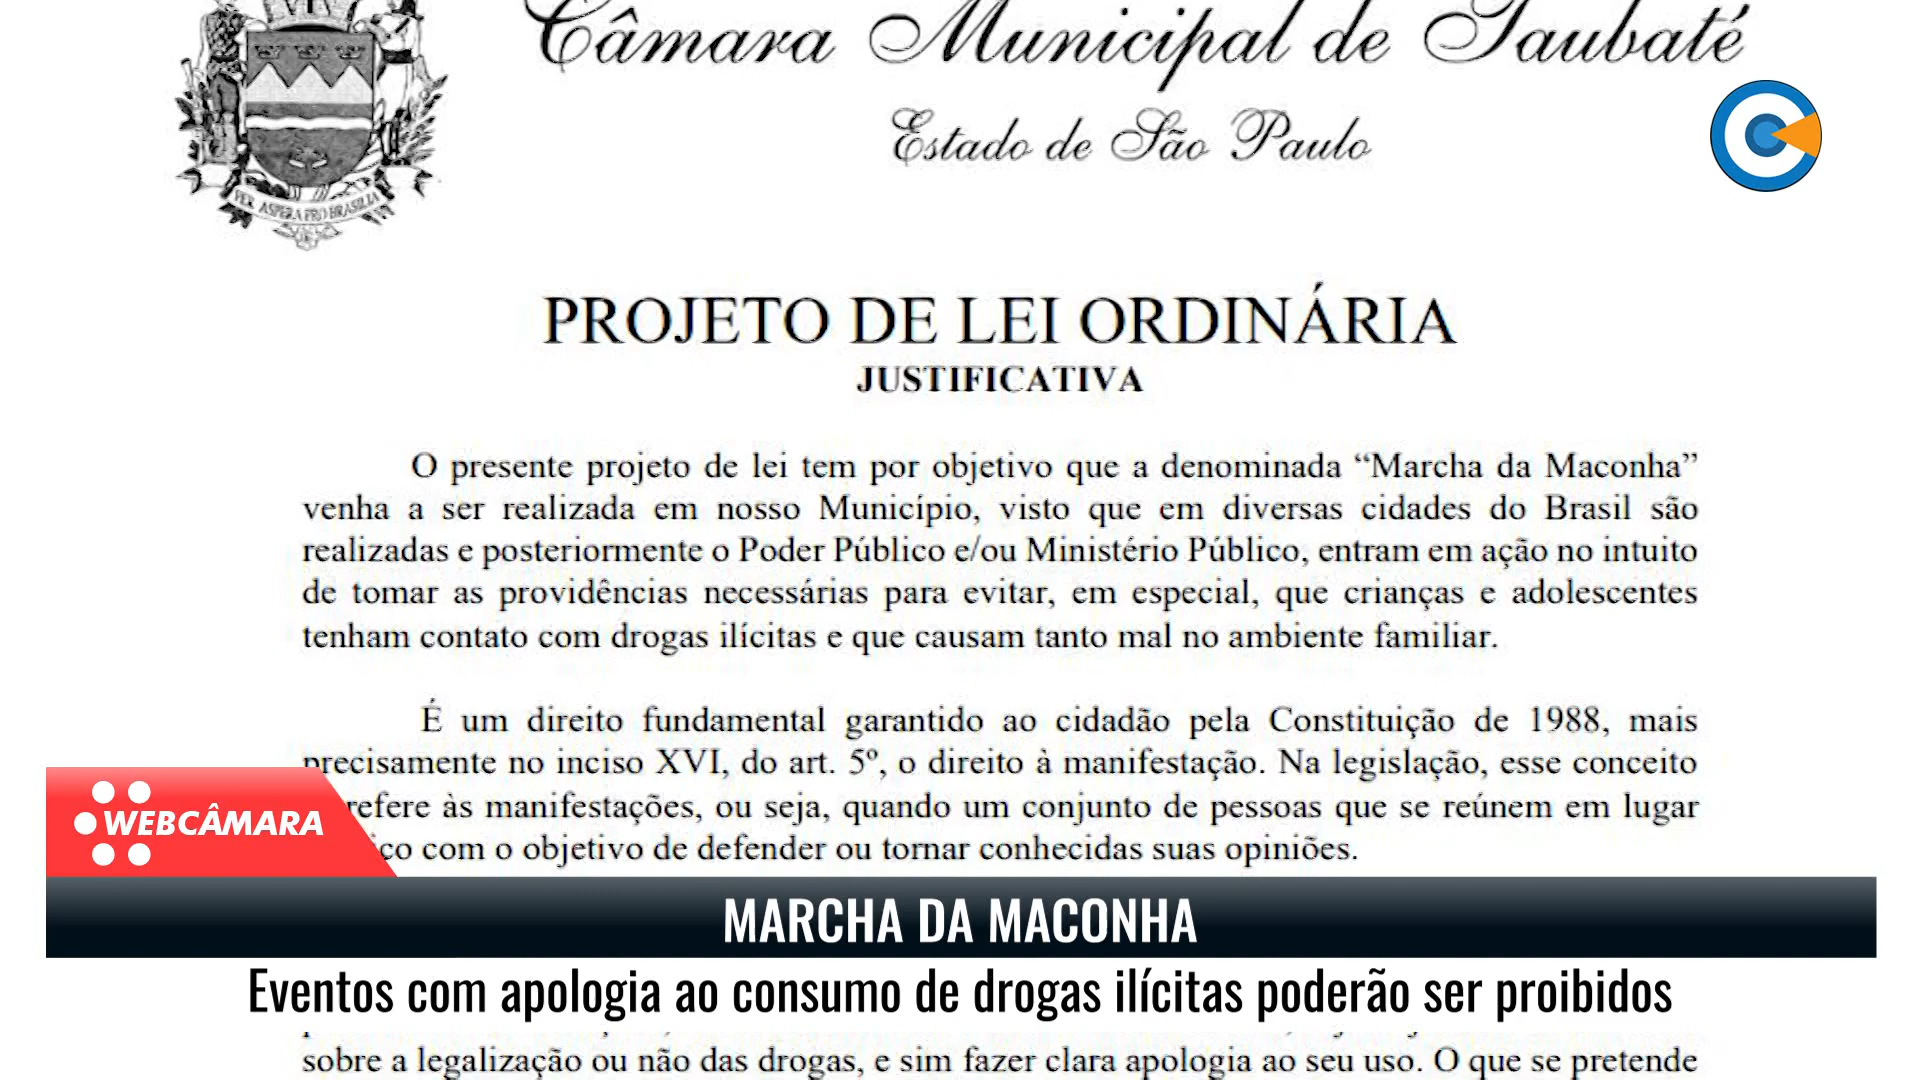 Câmara Municipal de Taubaté
Estado de São Paulo
PER ASPERA PRO BRASILIA
PROJETO DE LEI ORDINÁRIA
JUSTIFICATIVA
O presente projeto de lei tem por objetivo que a denominada “Marcha da Maconha”
venha a ser realizada em nosso Município, visto que em diversas cidades do Brasil são
realizadas e posteriormente o Poder Público e/ou Ministério Público, entram em ação no intuito
de tomar as providências necessárias para evitar, em especial, que crianças e adolescentes
tenham contato com drogas ilícitas e que causam tanto mal no ambiente familiar.
É um direito fundamental garantido ao cidadão pela Constituição de 1988, mais
precisamente no inciso XVI, do art. 5º, o direito à manifestação. Na legislação, esse conceito
refere às manifestações, ou seja, quando um conjunto de pessoas que se reúnem em lugar
com o objetivo de defender ou tornar conhecidas suas opiniões.
WEBCÂMARA
MARCHA DA MACONHA
Eventos com apologia ao consumo de drogas ilícitas poderão ser proibidos
sobre a legalização ou não das drogas, e sim fazer clara apologia ao seu uso. O que se pretende